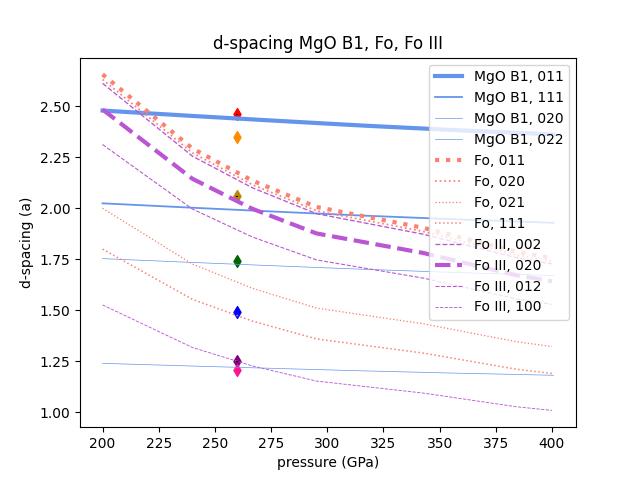 d-spacing MgO B1, Fo, Fo III
MgO B1, 011
MgO B1, 111
MgO B1, 020
MgO B1, 022
Fo, 011
Fo, 020
Fo, 021
Fo, 111
Fo III, 002
Fo III, 020
Fo III, 012
Fo III, 100
d-spacing (a)
2.50
2.25
2.00
1.75
1.50
1.25
1.00
200
225
250
275
300
325
350
375
400
pressure (GPa)